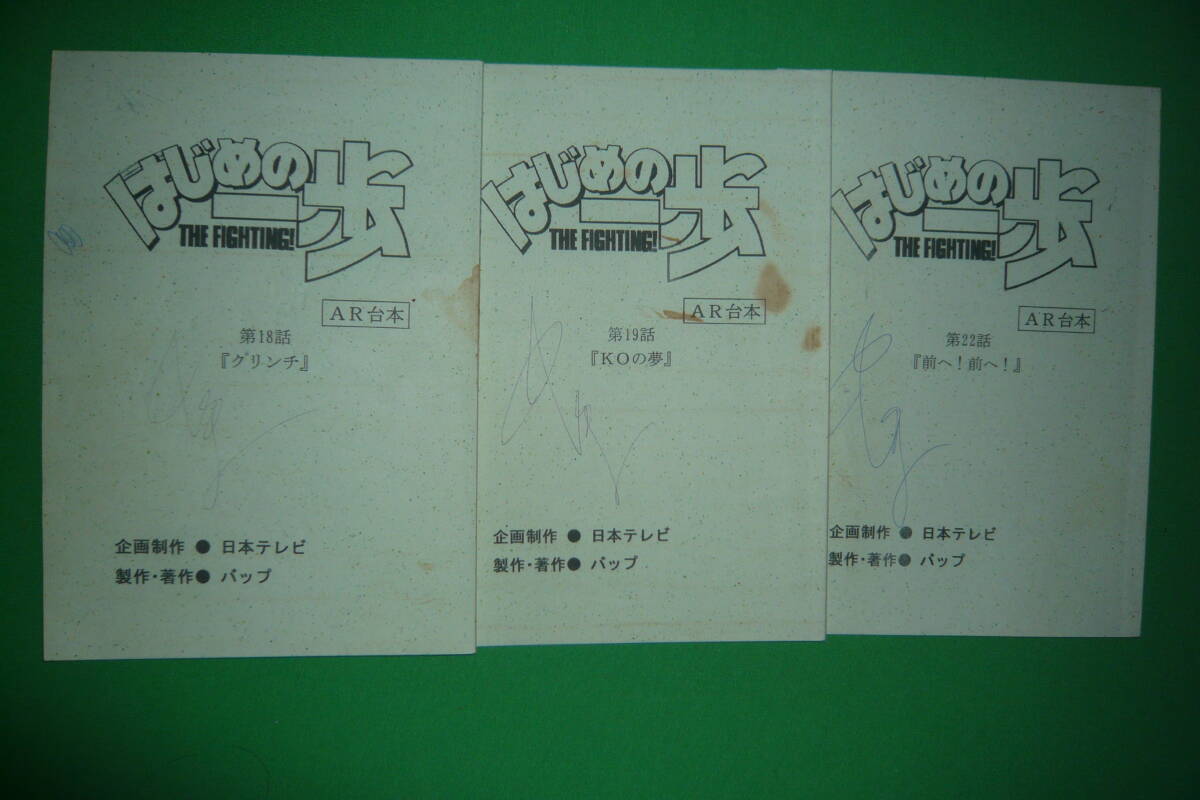 はじめの一歩
THE FIGHTING!
AR台本
第18話
『グリンチ』
企画制作 ● 日本テレビ
製作・著作● バップ
はじめの一歩
THE FIGHTING!
AR台本
第19話
『KOの夢』
企画制作 ● 日本テレビ
製作・著作● バップ
はじめの一歩
THE FIGHTING!
AR台本
第22話
『前へ!前へ!』
企画制作 ● 日本テレビ
製作・著作● バップ